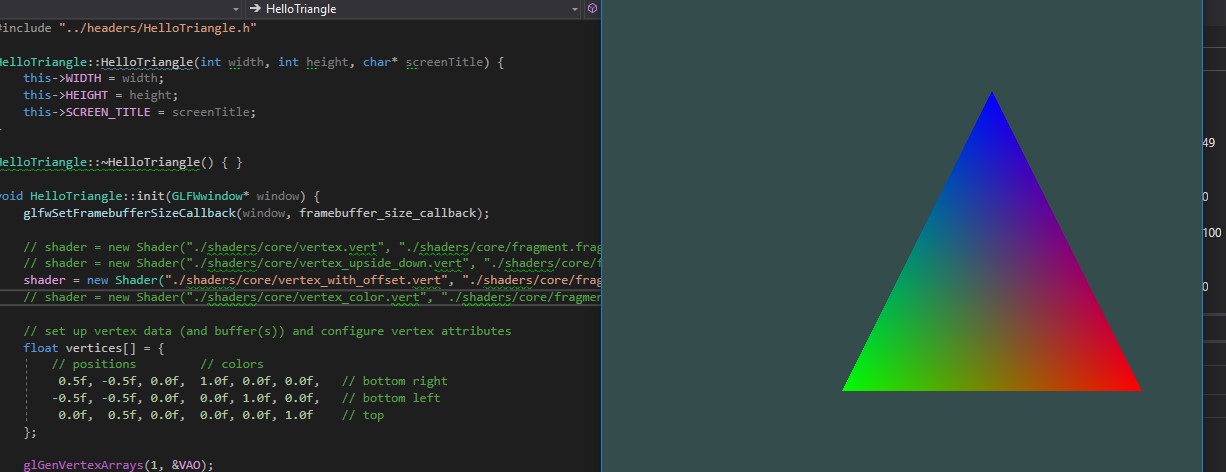 HelloTriangle
#include "../headers/HelloTriangle.h"
HelloTriangle::HelloTriangle(int width, int height, char* screenTitle) {
this->WIDTH = width;
this->HEIGHT = height;
this->SCREEN_TITLE = screenTitle;
HelloTriangle::~HelloTriangle() { }
void HelloTriangle::init(GLFWwindow* window) {
glfwSetFramebufferSizeCallback(window, framebuffer_size_callback);
// shader = new Shader("./shaders/core/vertex.vert", "./shaders/core/fragment.frag
// shader = new Shader("./shaders/core/vertex_upside_down.vert", "./shaders/core/f
shader = new Shader("./shaders/core/vertex_with_offset.vert", "./shaders/core/frag
// shader = new Shader("./shaders/core/vertex_color.vert", "./shaders/core/fragmen
// set up vertex data (and buffer(s)) and configure vertex attributes
float vertices[] = {
// positions // colors
0.5f, -0.5f, 0.0f, 1.0f, 0.0f, 0.0f, // bottom right
-0.5f, -0.5f, 0.0f, 0.0f, 1.0f, 0.0f, // bottom left
0.0f, 0.5f, 0.0f, 0.0f, 0.0f, 1.0f // top
};
glGenVertexArrays(1, &VAO);
49
0
100
0